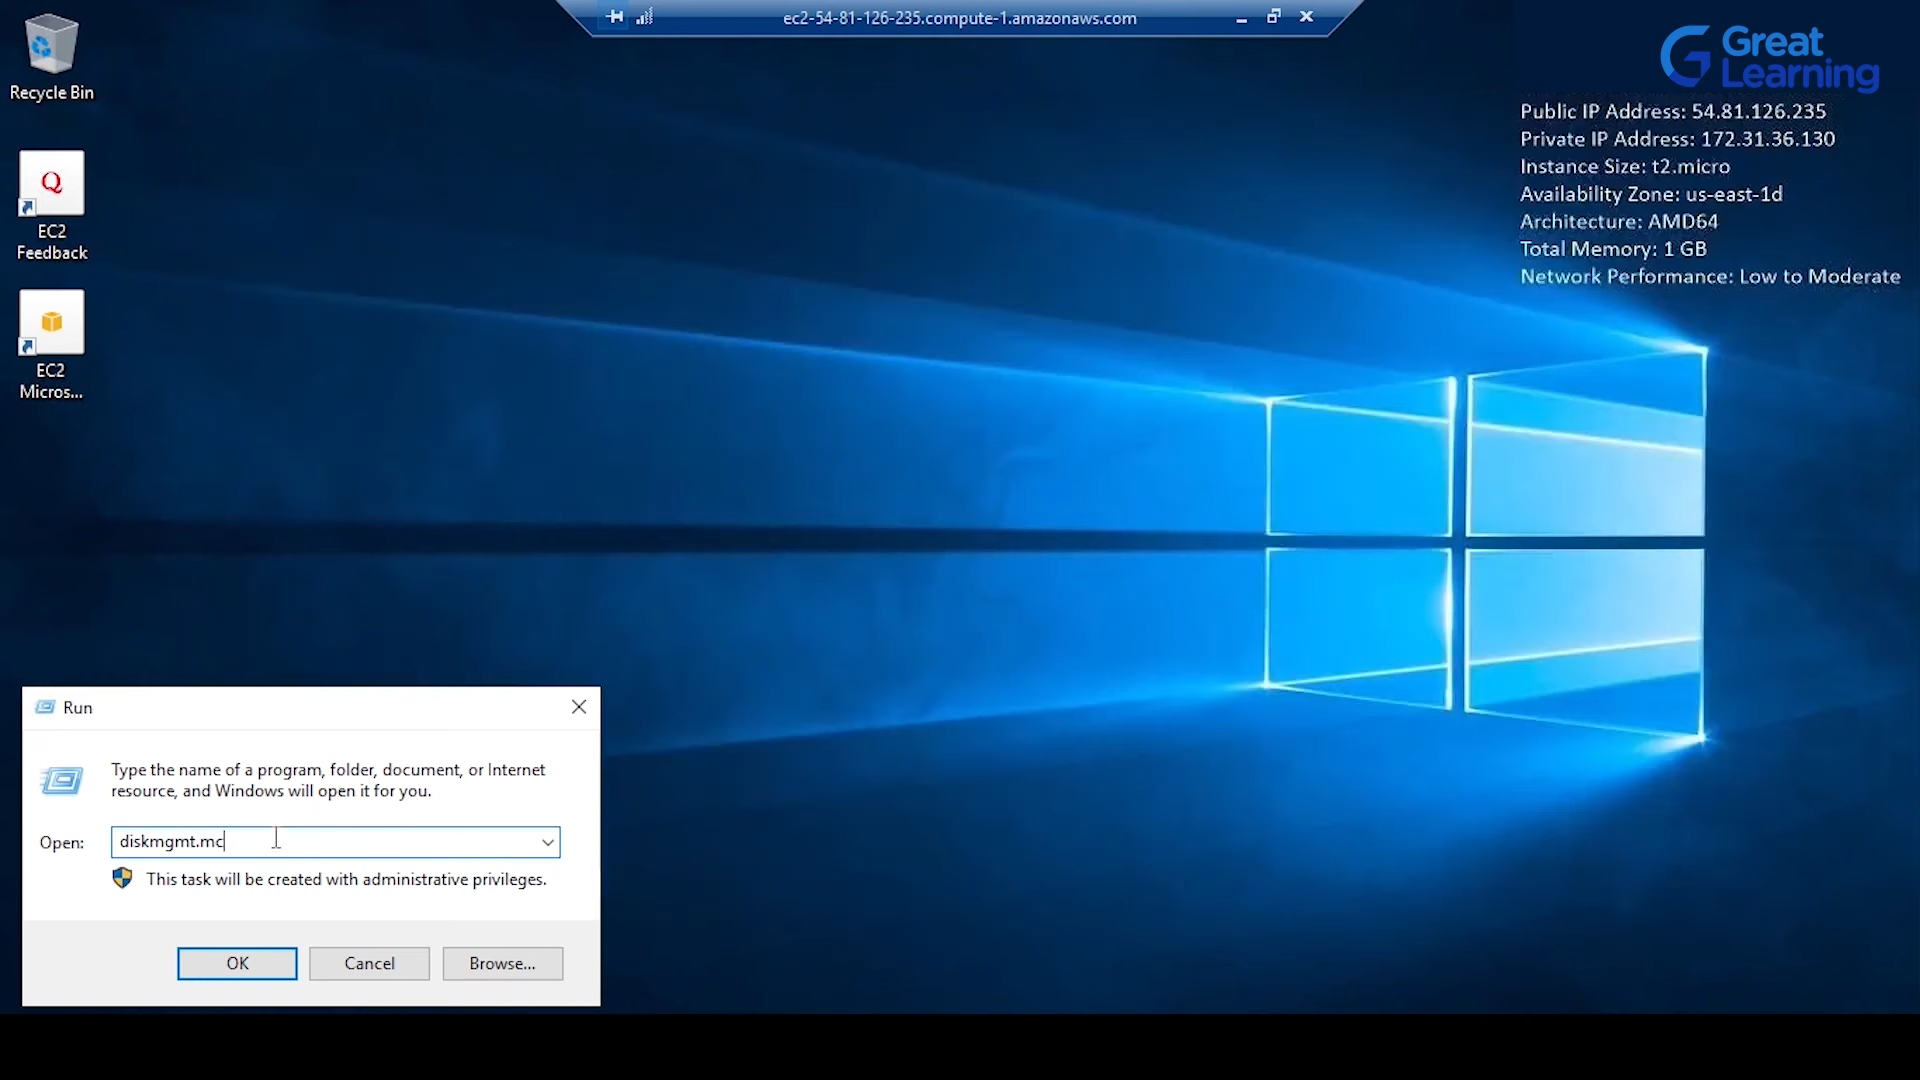 ec2-54-81-126-235.compute-1.amazonaws.com
Great
Learning
Recycle Bin
Public IP Address: 54.81.126.235
Private IP Address: 172.31.36.130
Instance Size: t2.micro
Availability Zone: us-east-1d
Architecture: AMD64
Total Memory: 1 GB
Network Performance: Low to Moderate
Q
EC2
Feedback
EC2
Micros...
Run
Type the name of a program, folder, document, or Internet
resource, and Windows will open it for you.
Open: diskmgmt.mc
This task will be created with administrative privileges.
OK Cancel Browse...